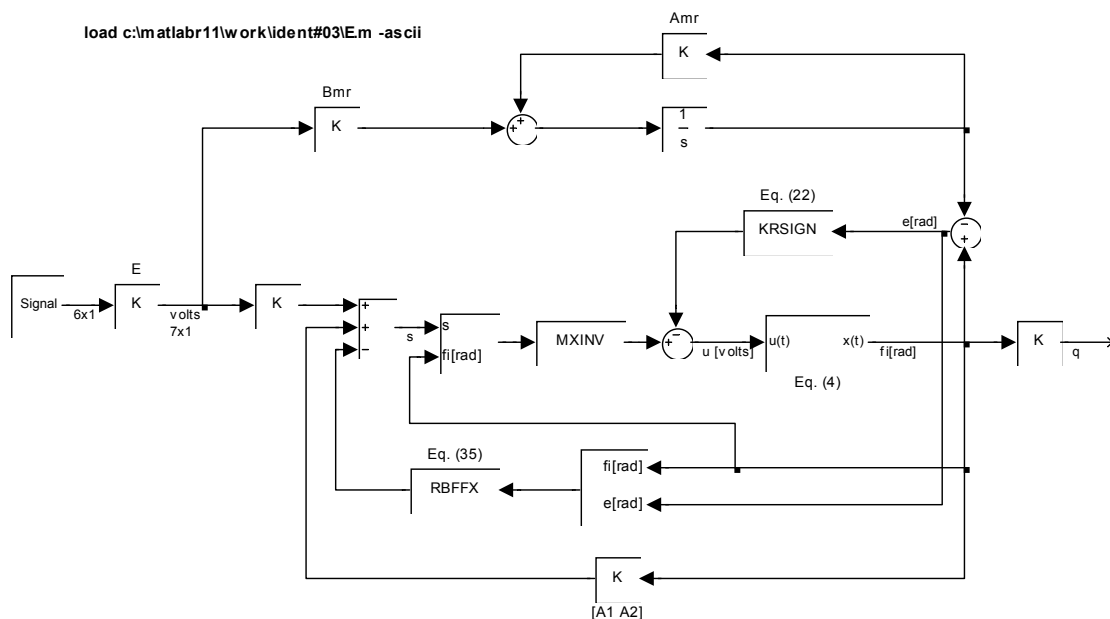 load c:\matlabr11\work\ident#03\E.m -ascii
Amr
K
Bmr
K
+
+
1
s
Eq. (22)
KRSIGN
e[rad]
−
+
Signal
6x1
E
K
volts
7x1
K
+
+
−
s
s
fi[rad]
MXINV
+
−
u [volts]
u(t)
x(t)
Eq. (4)
fi[rad]
K
q
Eq. (35)
RBFFX
fi[rad]
e[rad]
K
[A1 A2]